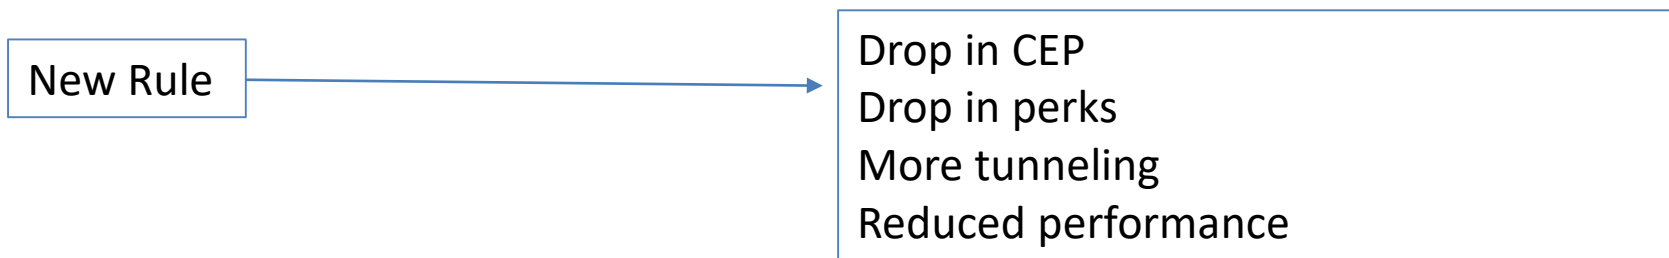 New Rule
Drop in CEP
Drop in perks
More tunneling
Reduced performance